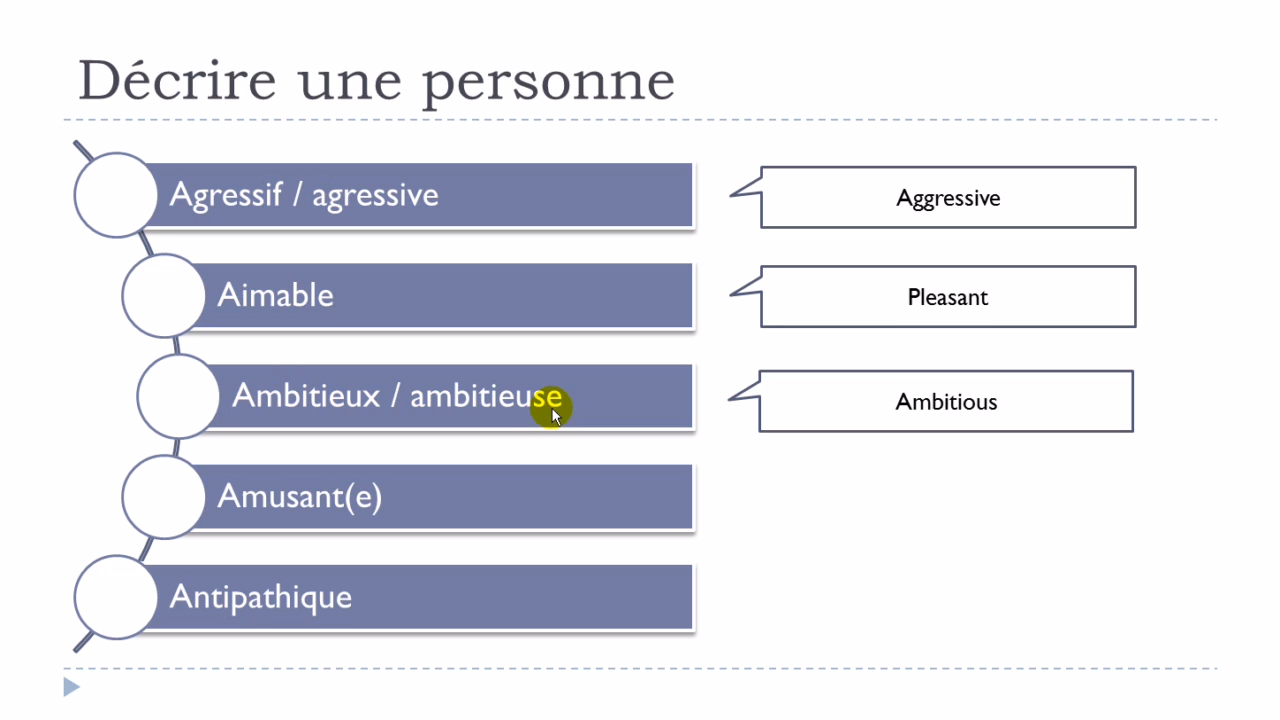 Décrire une personne
Agressif / agressive
Aggressive
Aimable
Pleasant
Ambitieux / ambitieuse
Ambitious
Amusant(e)
Antipathique